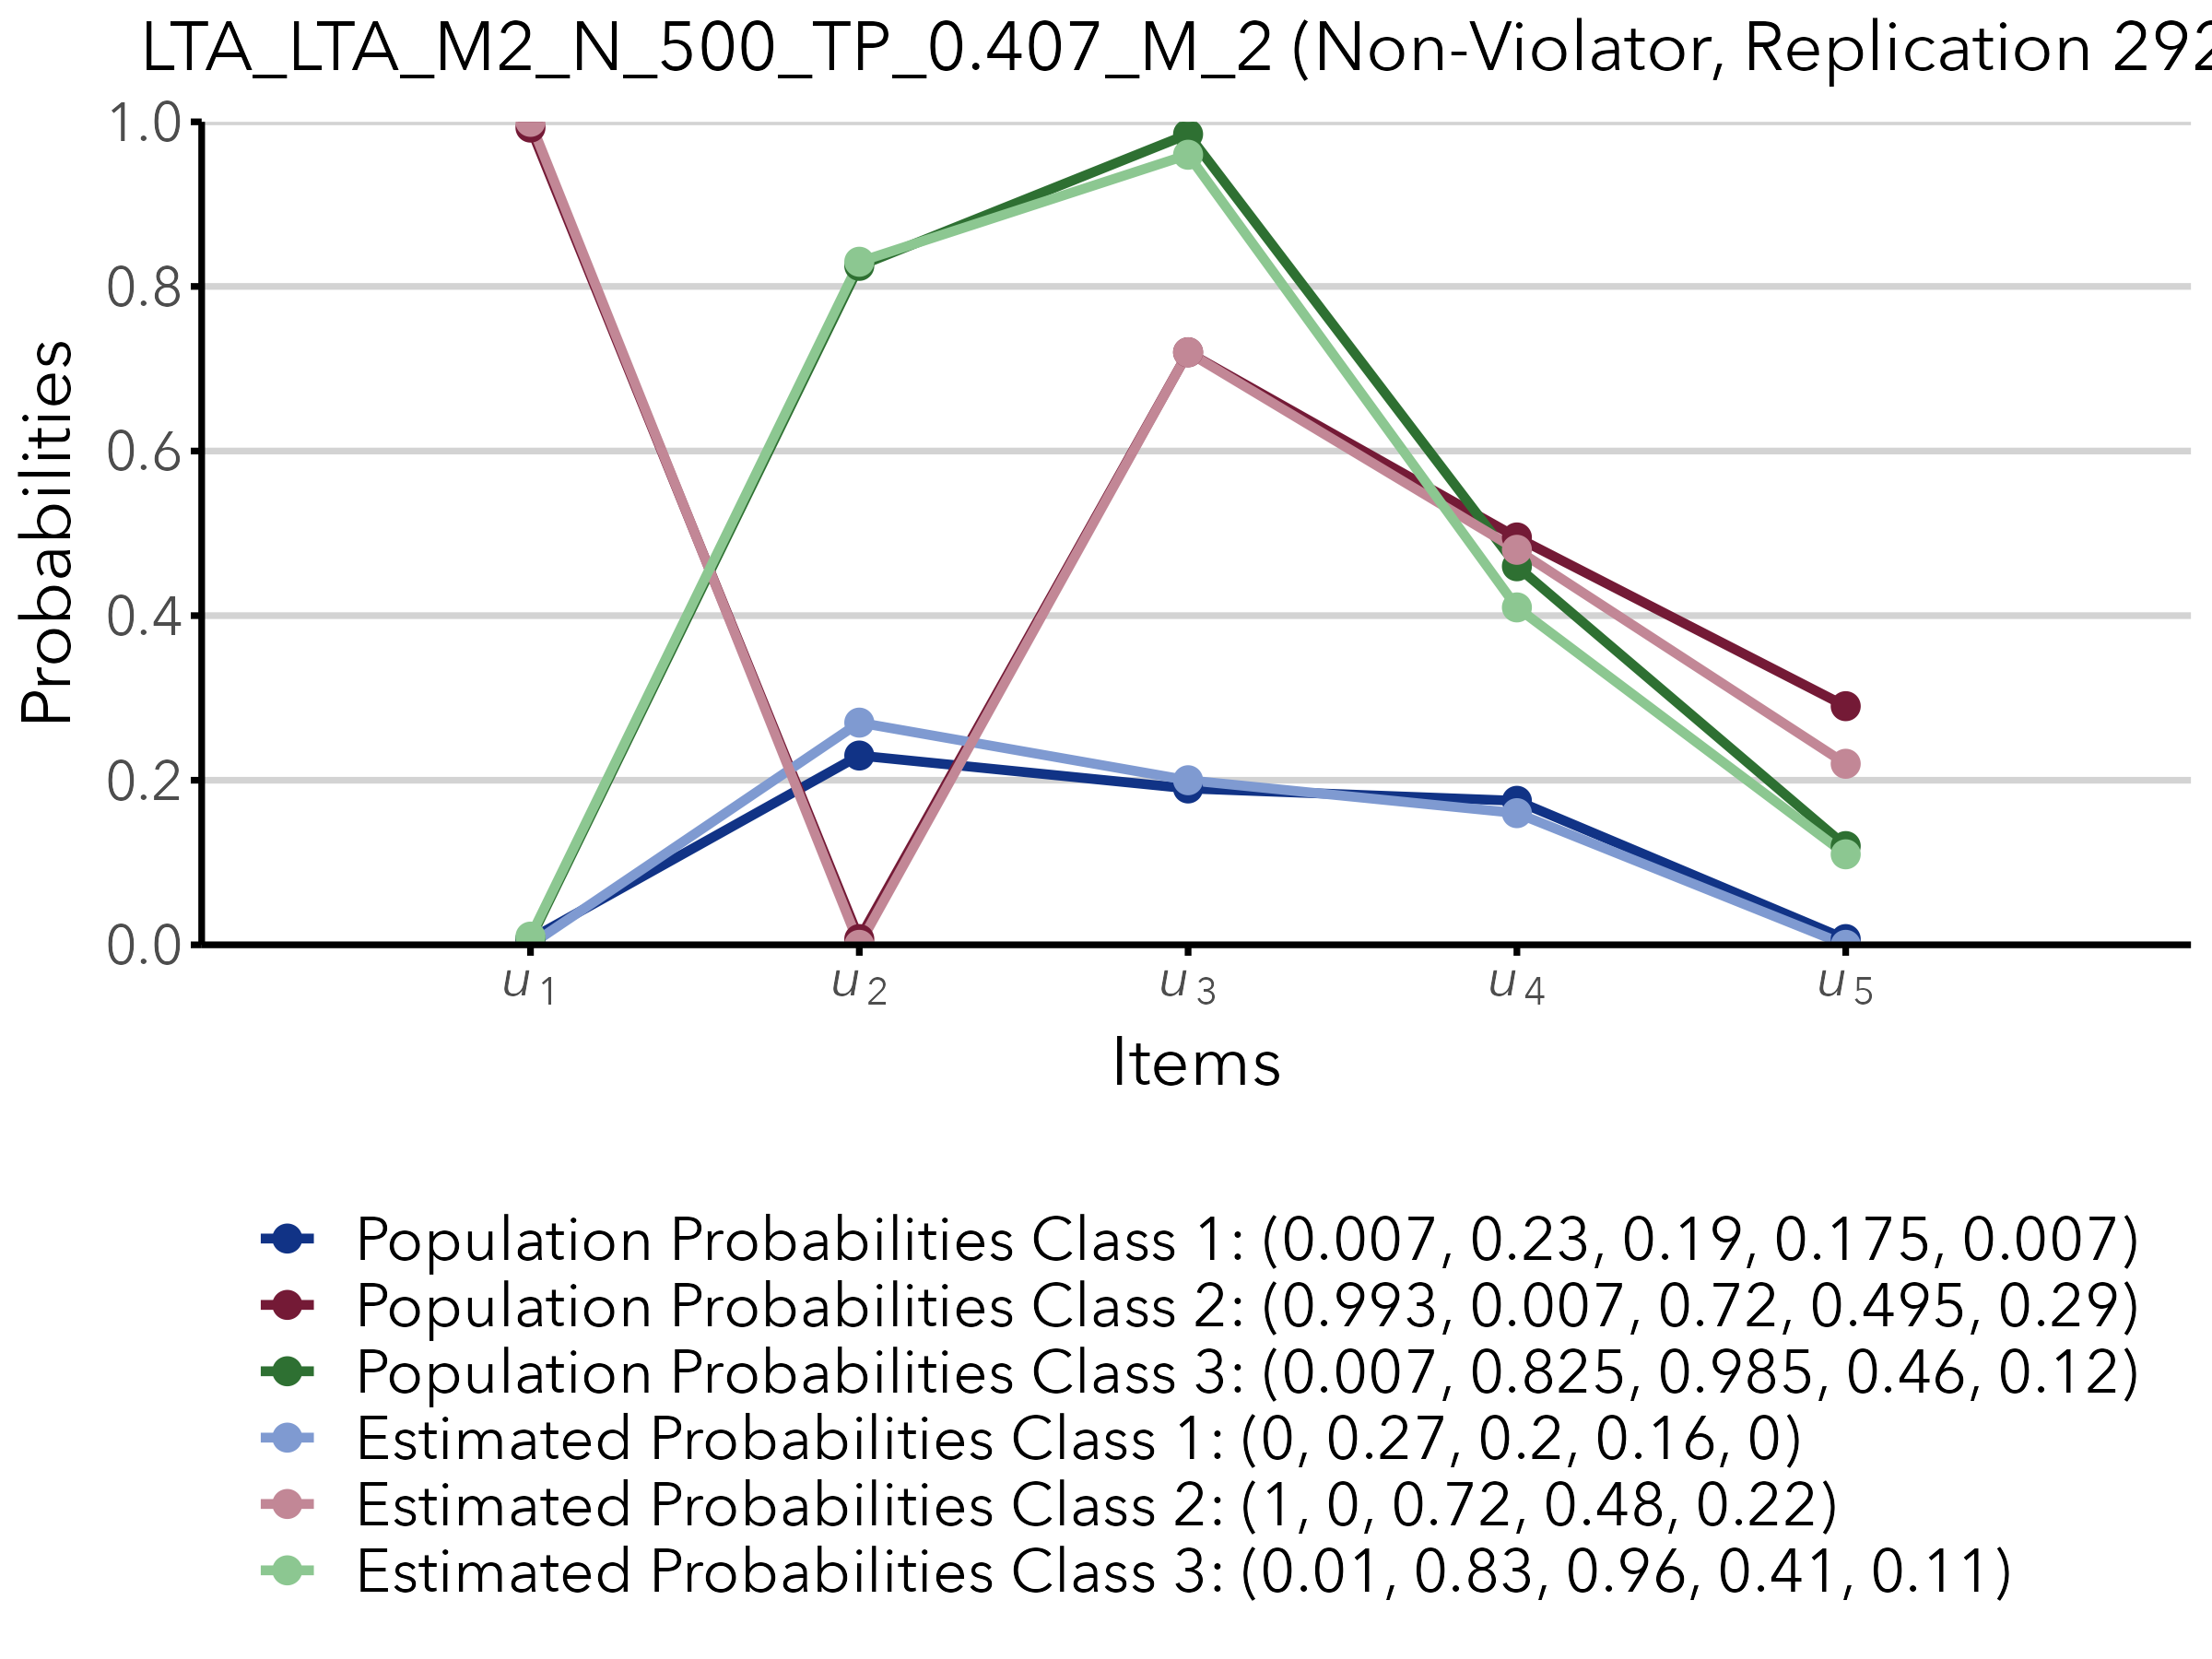 LTA_LTA_M2_N_500_TP_0.407_M_2 (Non-Violator, Replication 292
1.0
0.8
0.6
0.4
0.2
0.0
Probabilities
u1 u2 u3 u4 u5
Items
Population Probabilities Class 1: (0.007, 0.23, 0.19, 0.175, 0.007)
Population Probabilities Class 2: (0.993, 0.007, 0.72, 0.495, 0.29)
Population Probabilities Class 3: (0.007, 0.825, 0.985, 0.46, 0.12)
Estimated Probabilities Class 1: (0, 0.27, 0.2, 0.16, 0)
Estimated Probabilities Class 2: (1, 0, 0.72, 0.48, 0.22)
Estimated Probabilities Class 3: (0.01, 0.83, 0.96, 0.41, 0.11)